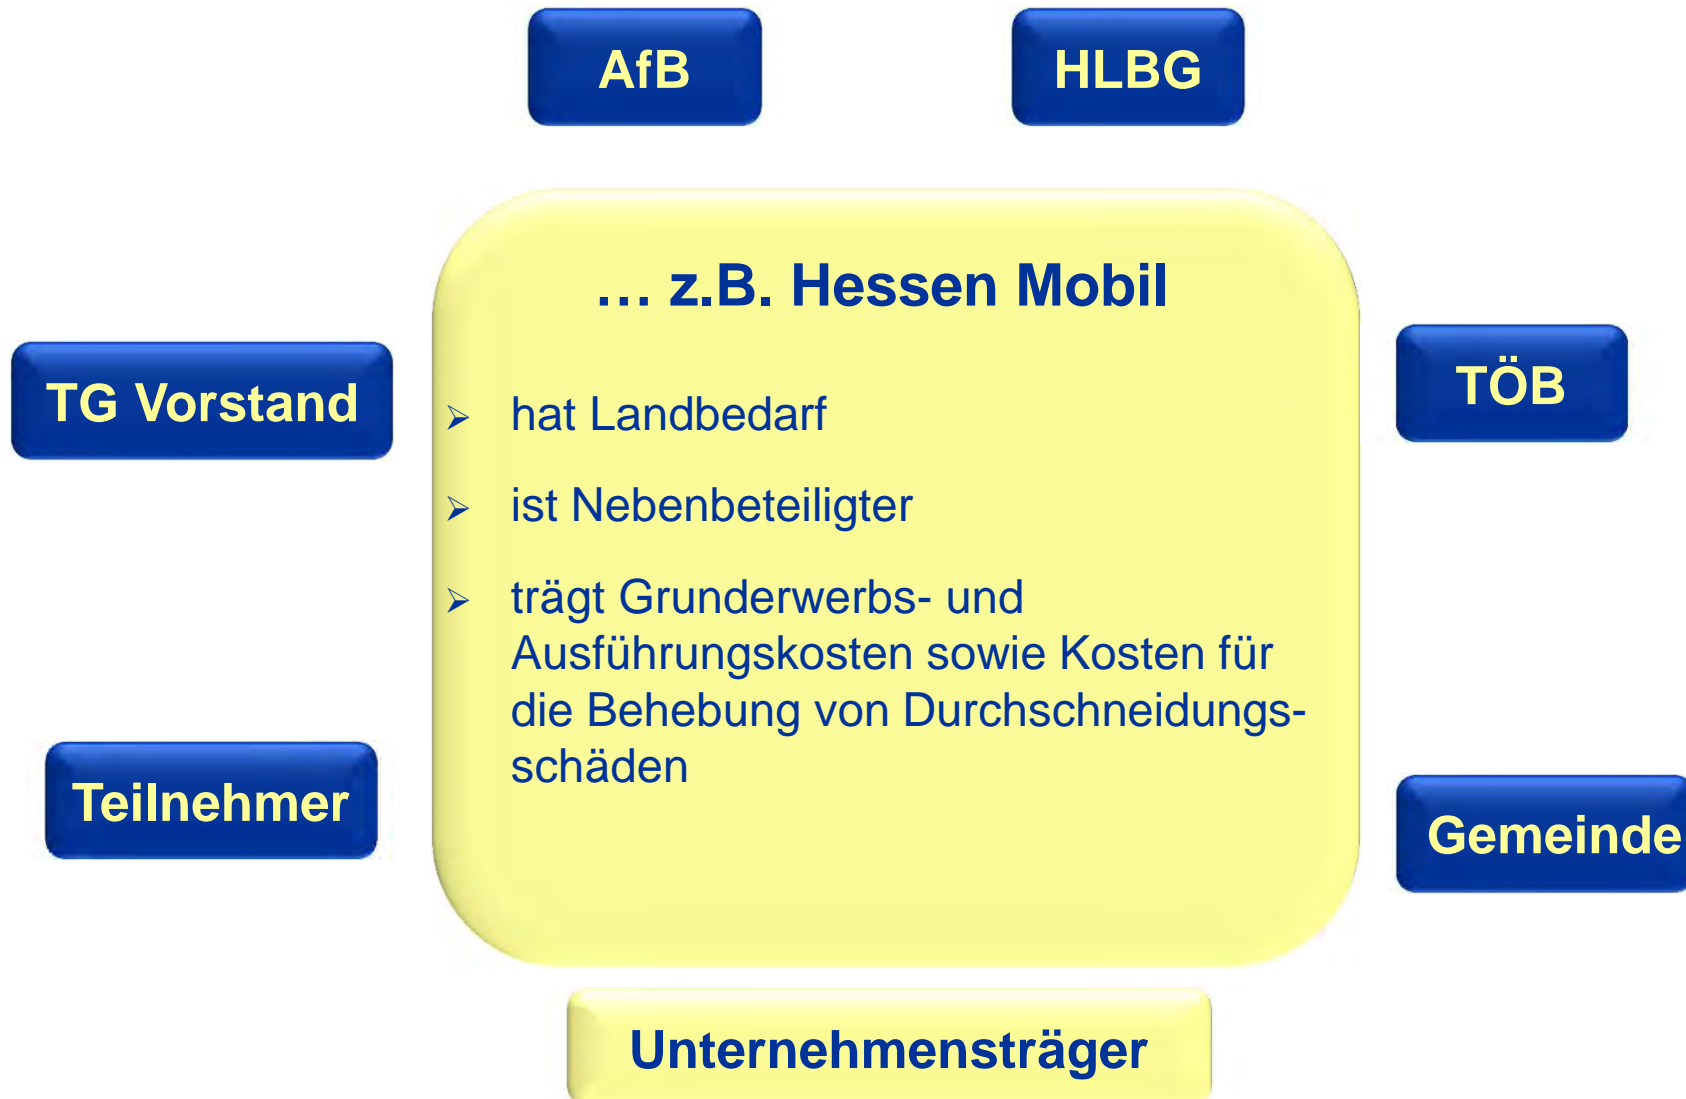 AfB
HLBG
… z.B. Hessen Mobil
TG Vorstand
TÖB
➢ hat Landbedarf
➢ ist Nebenbeteiligter
➢ trägt Grunderwerbs- und
Ausführungskosten sowie Kosten für
die Behebung von Durchschneidungs-
schäden
Teilnehmer
Gemeinde
Unternehmensträger